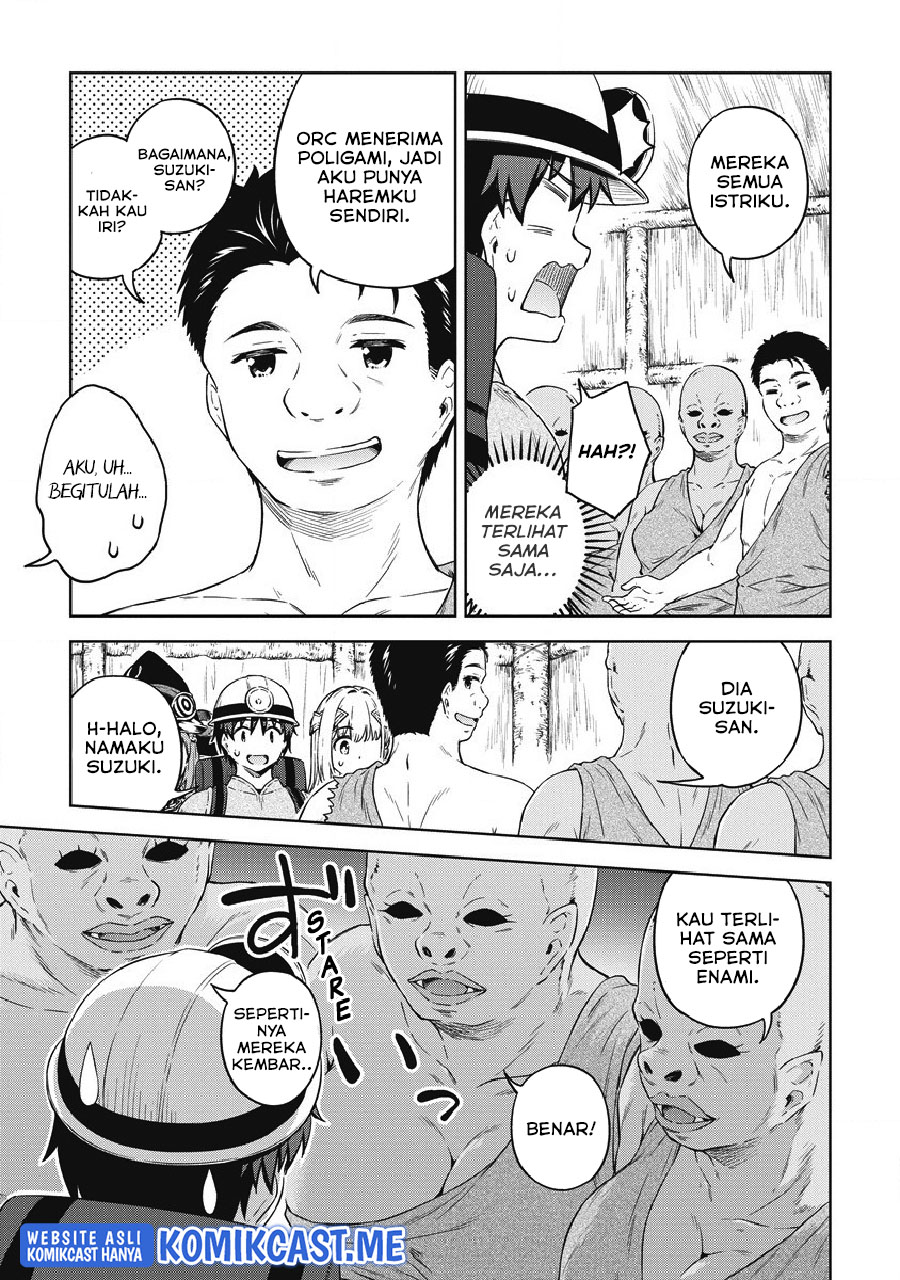 MEREKA
SEMUA
ISTRIKU.
HAH?!
MEREKA
TERLIHAT
SAMA
SAJA...
ORC MENERIMA
POLIGAMI, JADI
AKU PUNYA
HAREMKU
SENDIRI.
BAGAIMANA,
SUZUKI-
SAN?
TIDAK-
KAH KAU
IRI?
AKU, UH...
BEGITULAH...
DIA
SUZUKI-
SAN.
H-HALO,
NAMAKU
SUZUKI.
KAU TERLI-
HAT SAMA
SEPERTI
ENAMI.
BENAR!
STARE
SEPERTI-
NYA
MEREKA
KEMBAR..
WEBSITE ASLI
KOMIKCAST HANYA
KOMIKCAST.ME